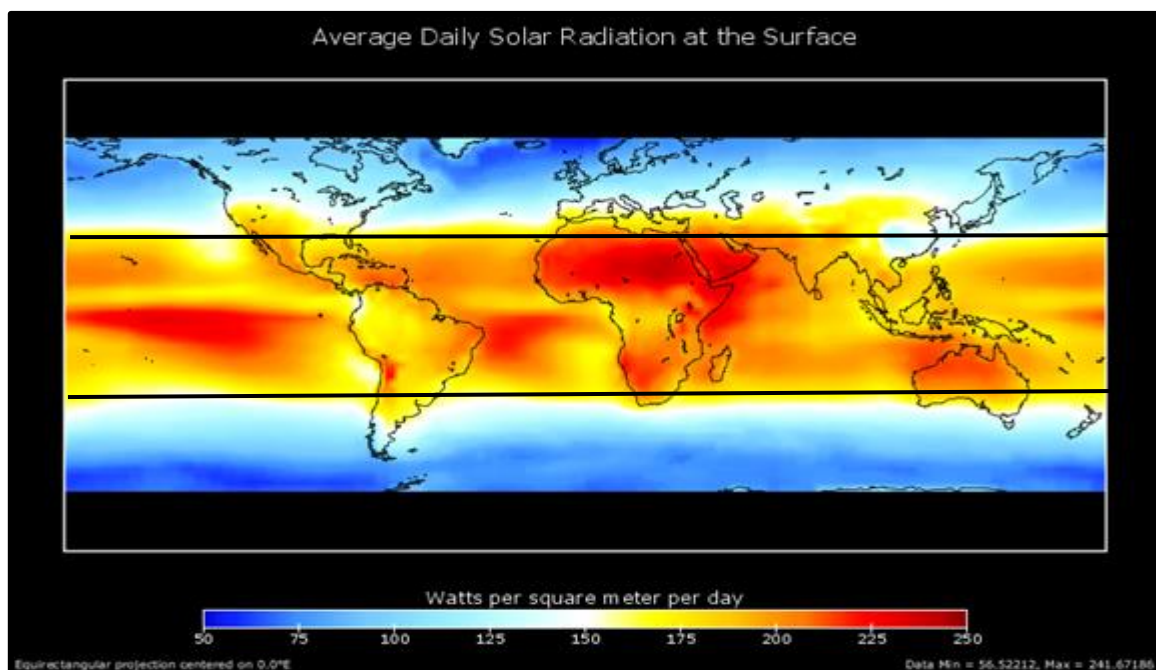 Average Daily Solar Radiation at the Surface
Watts per square meter per day
50 75 100 125 150 175 200 225 250
Equirectangular projection centered on 0.0°E
Data Min = 56.52212, Max = 241.67186